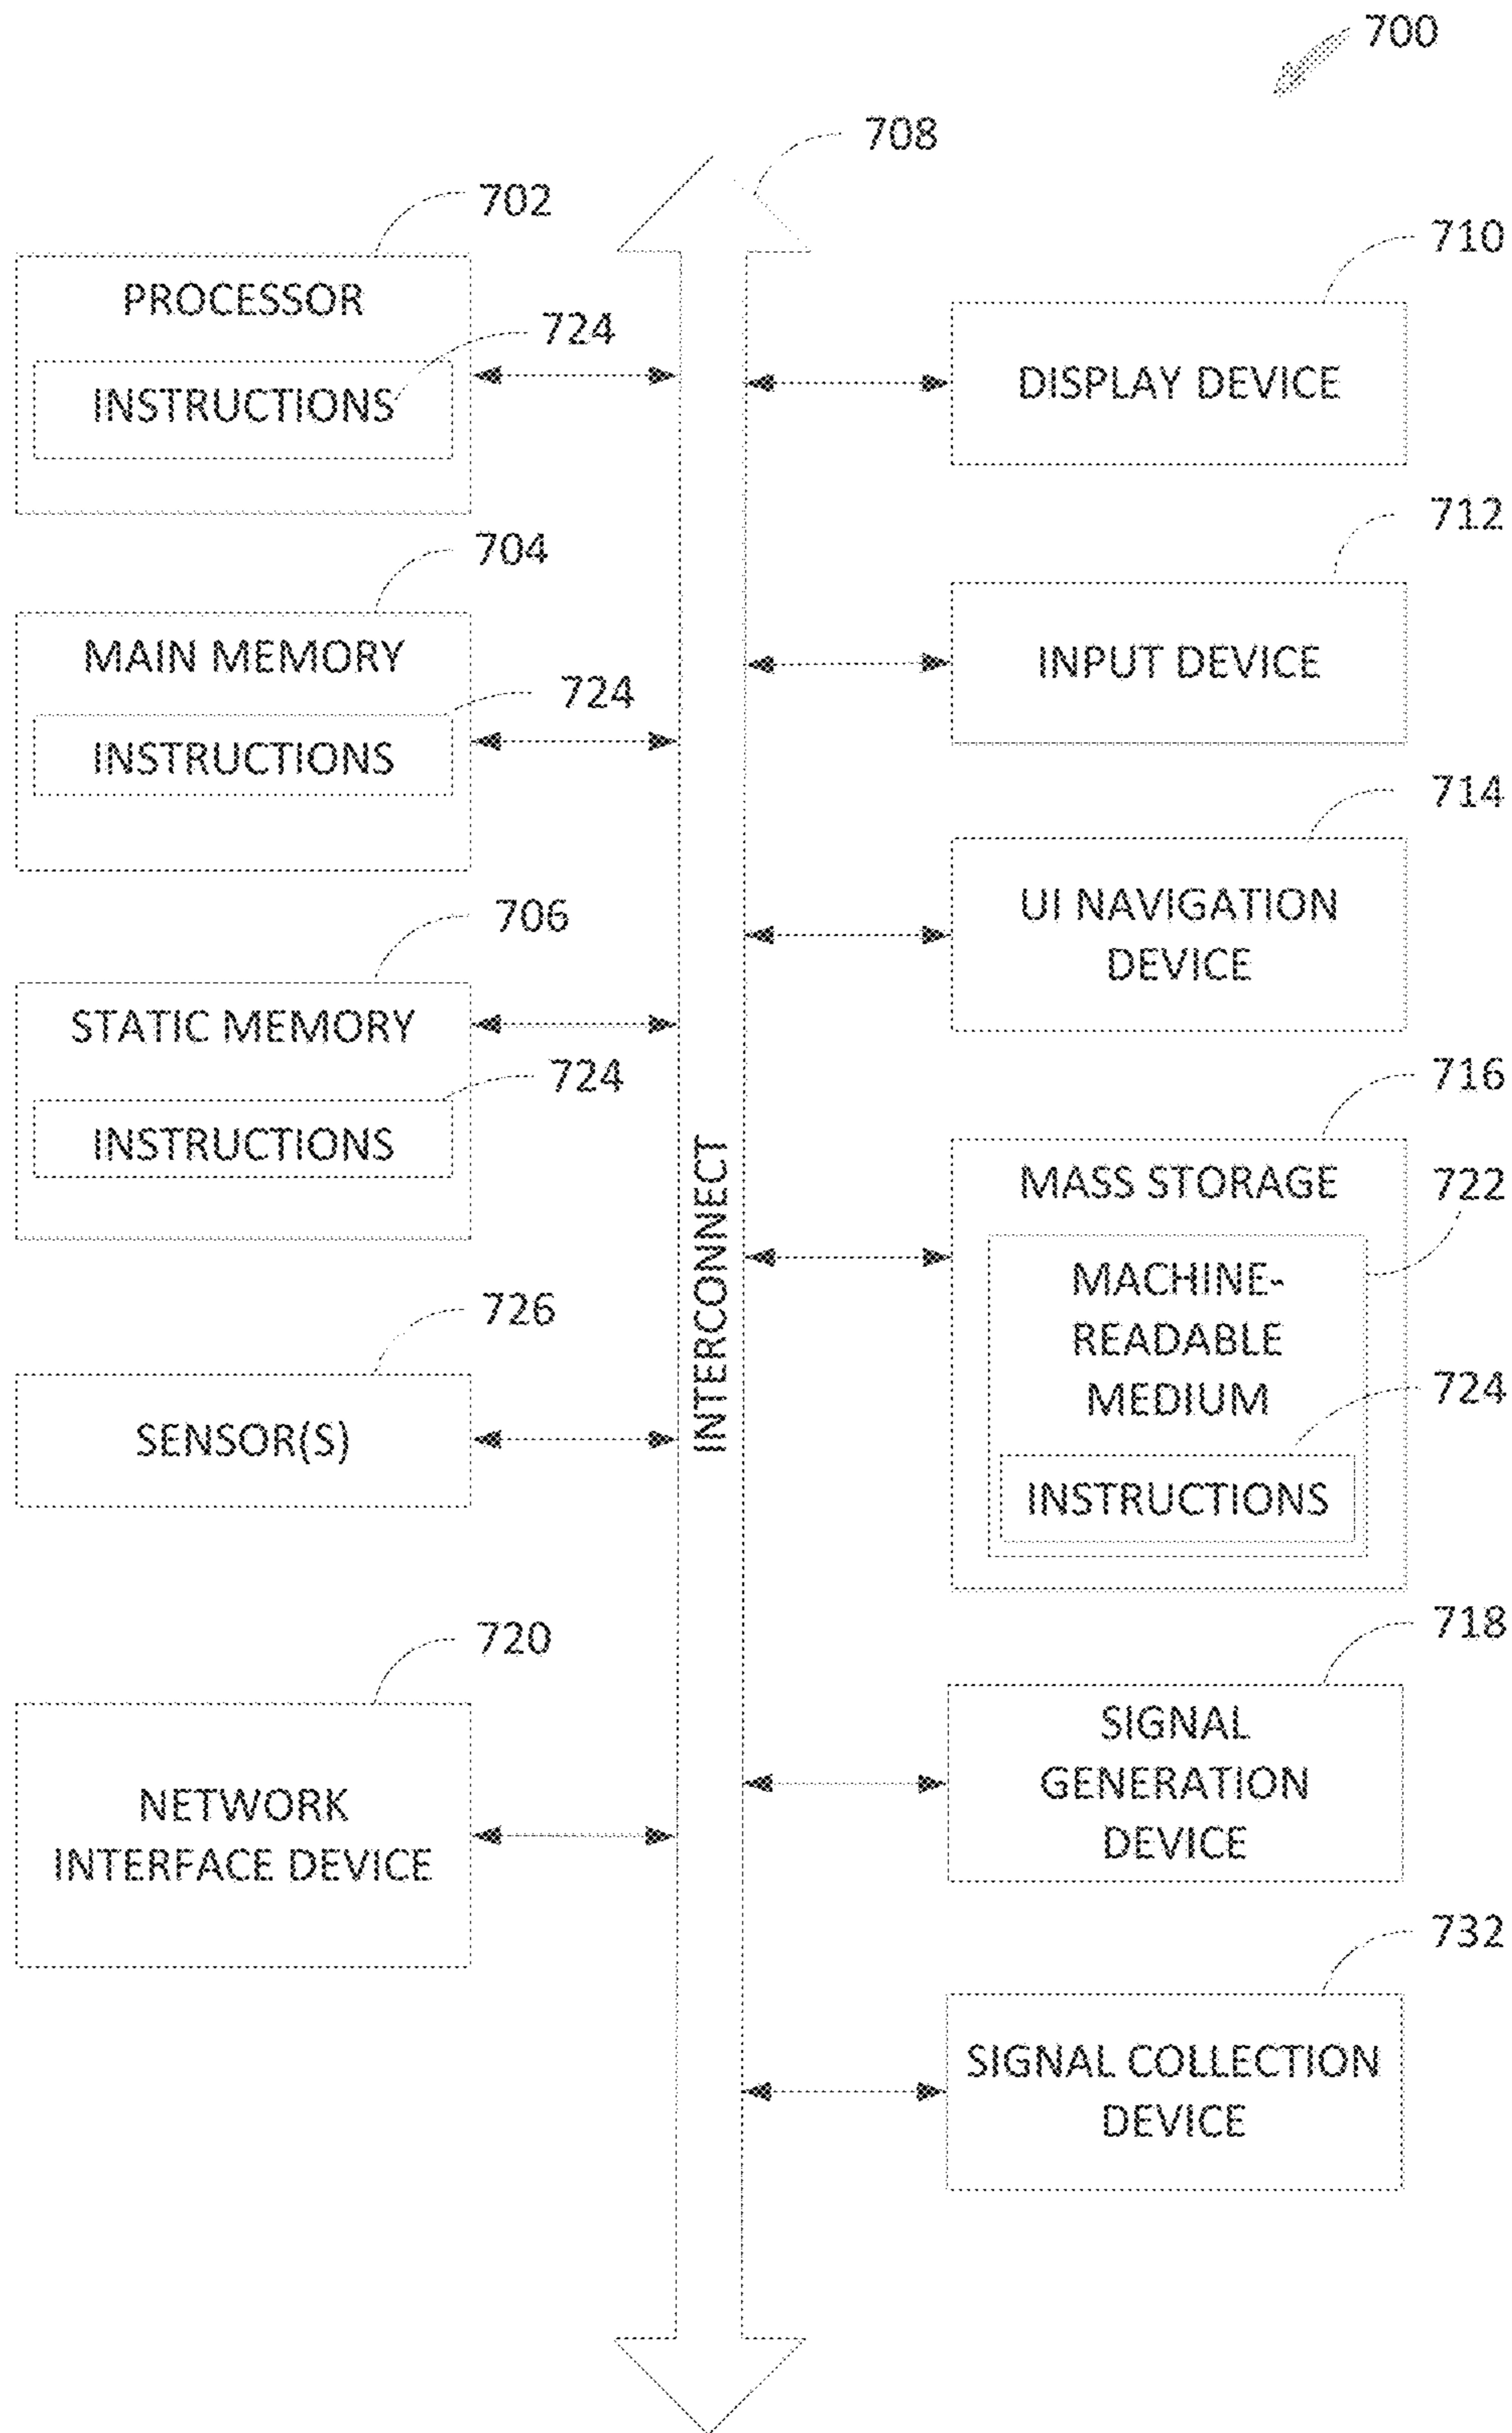 700
708
702
PROCESSOR
724
INSTRUCTIONS
704
MAIN MEMORY
724
INSTRUCTIONS
706
STATIC MEMORY
724
INSTRUCTIONS
726
SENSOR(S)
720
NETWORK
INTERFACE DEVICE
INTERCONNECT
710
DISPLAY DEVICE
712
INPUT DEVICE
714
UI NAVIGATION
DEVICE
716
MASS STORAGE
722
MACHINE-
READABLE
MEDIUM
724
INSTRUCTIONS
718
SIGNAL
GENERATION
DEVICE
732
SIGNAL COLLECTION
DEVICE